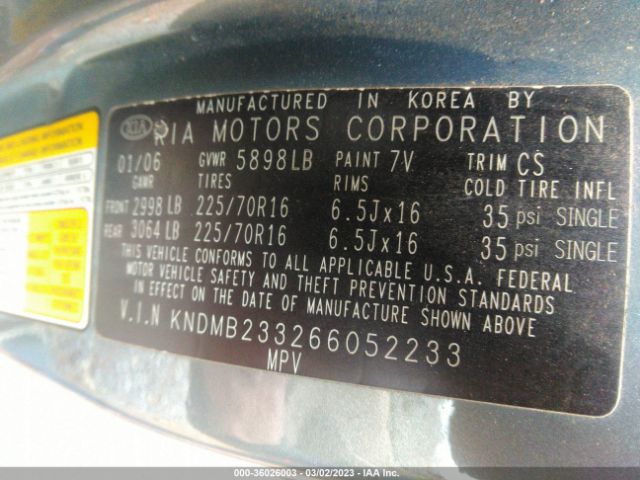 MANUFACTURED IN KOREA BY
KIA KIA MOTORS CORPORATION
01/06 GVWR 5898LB PAINT 7V TRIM CS
GAWR TIRES RIMS COLD TIRE INFL
FRONT 2998 LB 225/70R16 6.5Jx16 35 psi SINGLE
REAR 3064 LB 225/70R16 6.5Jx16 35 psi SINGLE
THIS VEHICLE CONFORMS TO ALL APPLICABLE U.S.A. FEDERAL
MOTOR VEHICLE SAFETY AND THEFT PREVENTION STANDARDS
IN EFFECT ON THE DATE OF MANUFACTURE SHOWN ABOVE
V.I.N KNDMB233266052233
MPV
000-36026003 — 03/02/2023 — IAAI, Inc.